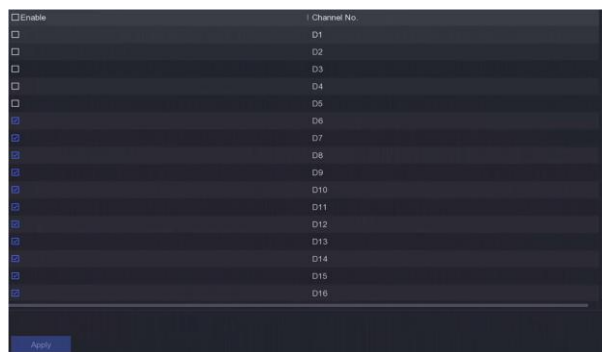 Enable Channel No.
D1
D2
D3
D4
D5
D6
D7
D8
D9
D10
D11
D12
D13
D14
D15
D16
Apply